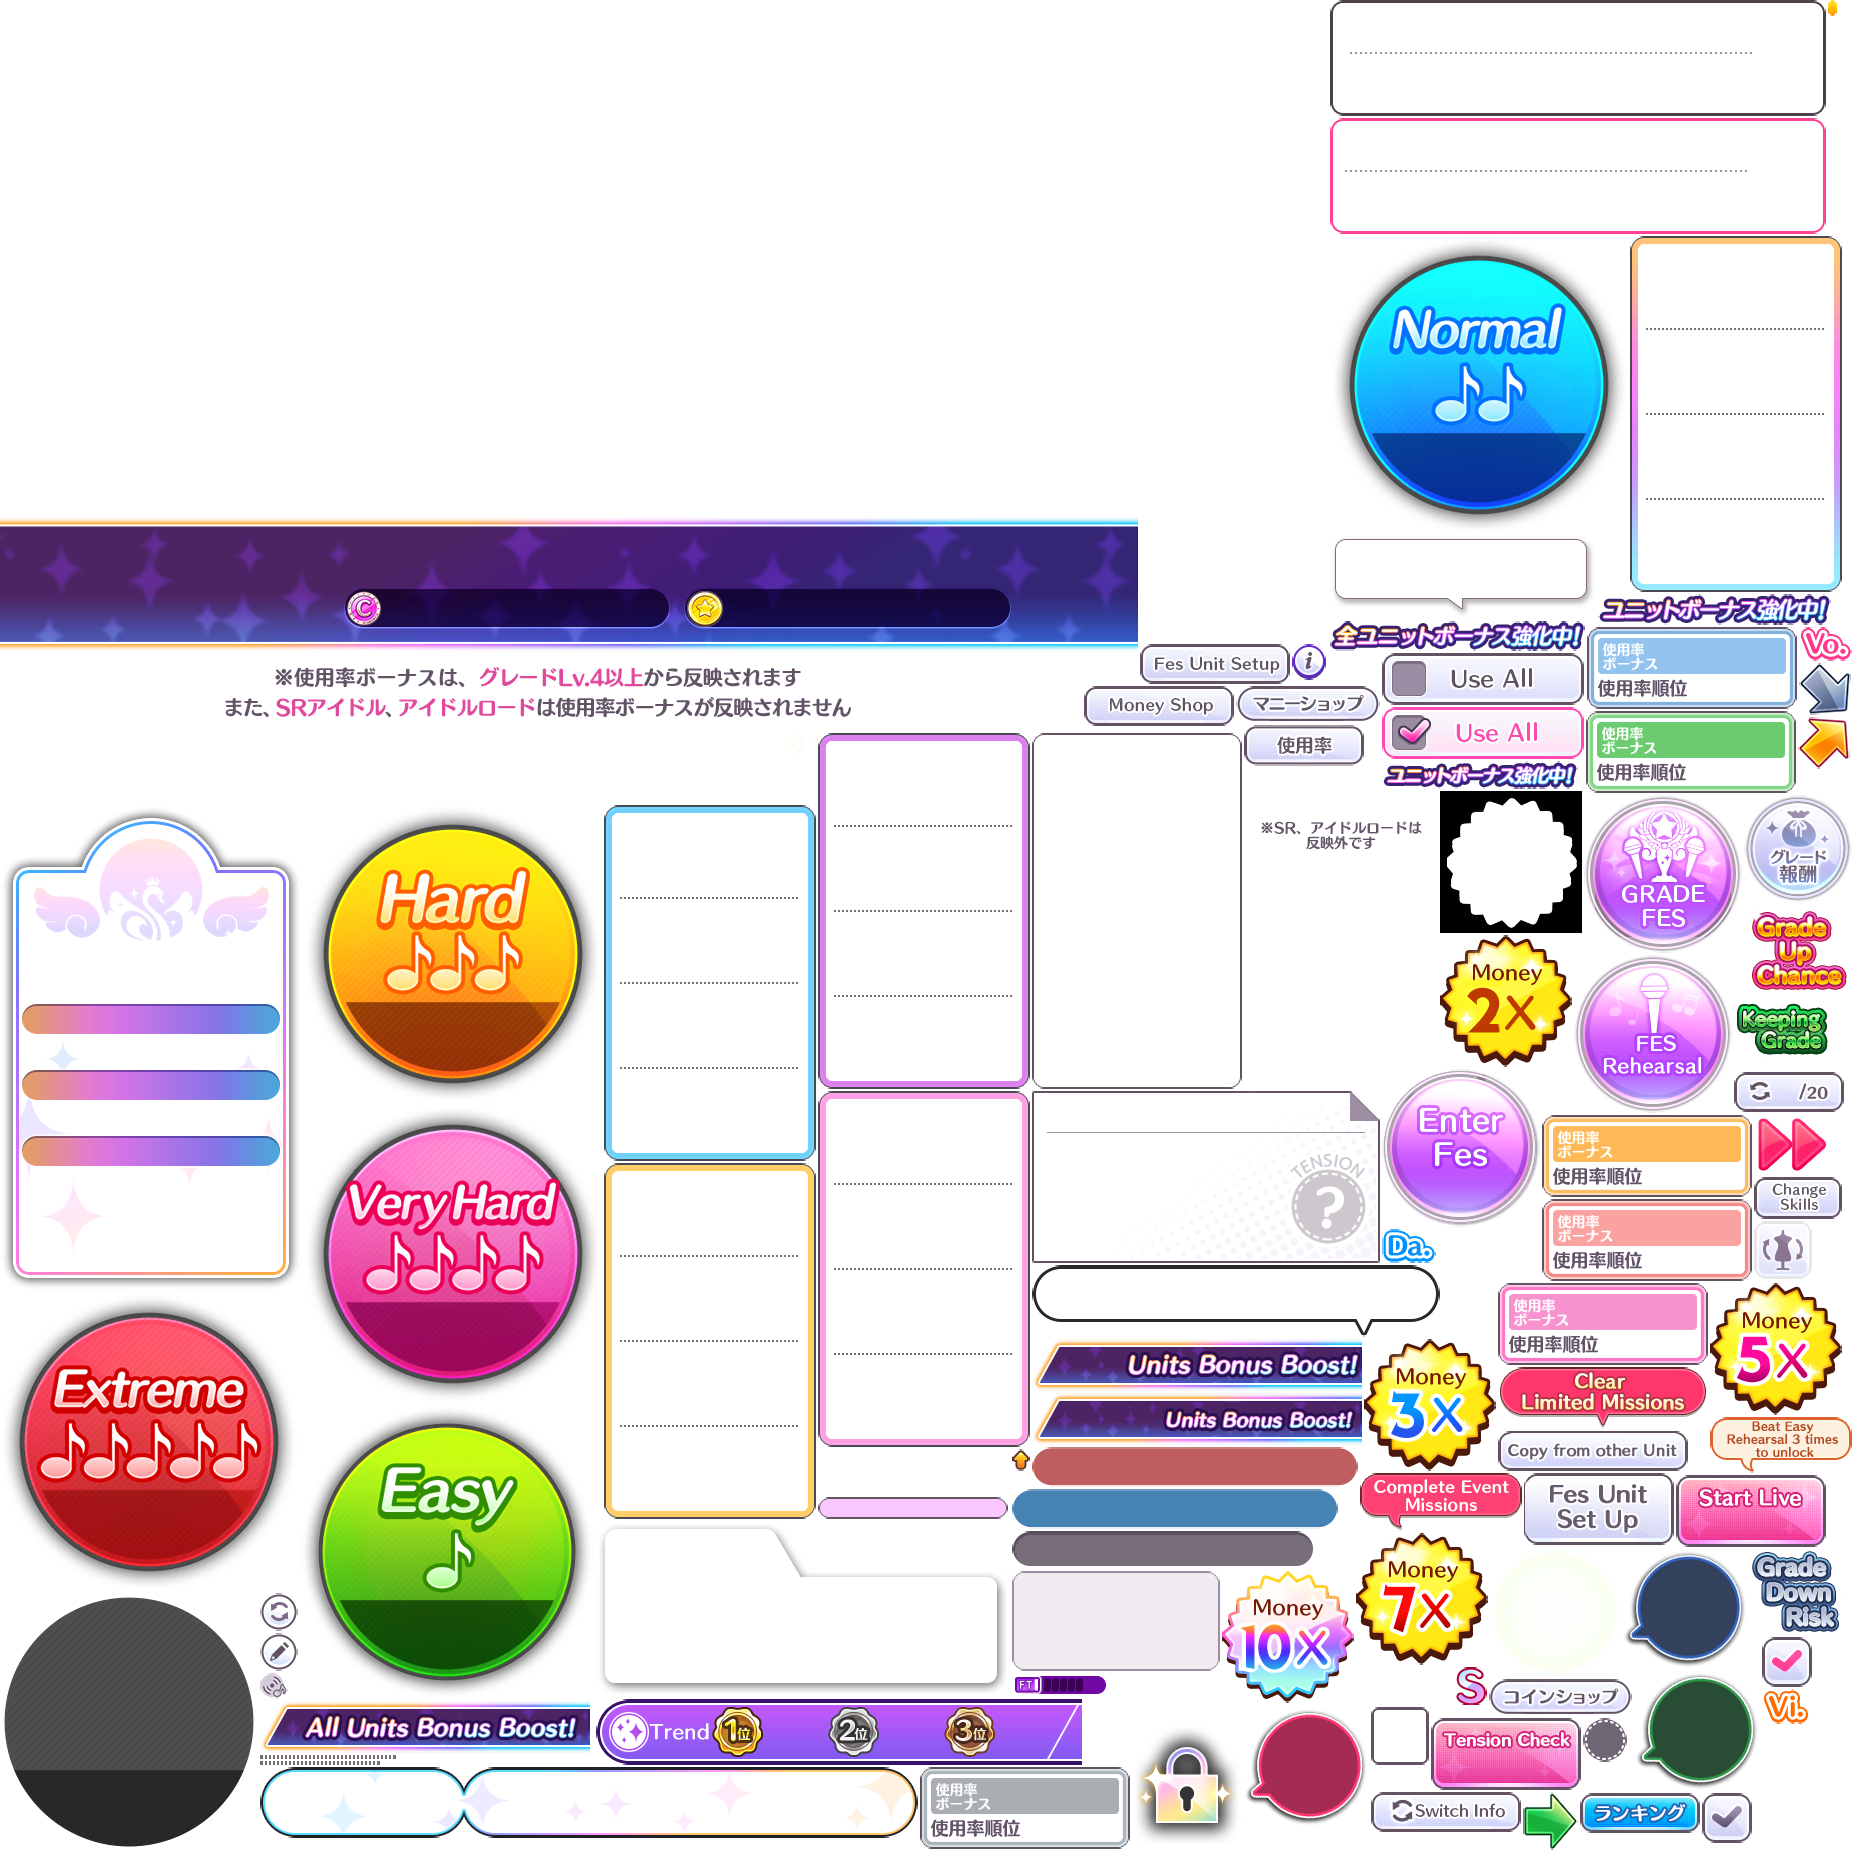 Normal
ユニットボーナス強化中!
全ユニットボーナス強化中!
※使用率ボーナスは、グレードLv.4以上から反映されます
また、SRアイドル、アイドルロードは使用率ボーナスが反映されません
C
Fes Unit Setup
i
Money Shop
マニーショップ
使用率
Use All
Use All
ユニットボーナス強化中!
使用率
ボーナス
使用率順位
Vo.
使用率
ボーナス
使用率順位
※SR、アイドルロードは
反映外です
GRADE
FES
グレード
報酬
Grade
Up
Chance
Money
2X
FES
Rehearsal
Keeping
Grade
/20
Hard
Very Hard
Extreme
Easy
TENSION
?
Enter
Fes
Da.
使用率
ボーナス
使用率順位
Change
Skills
使用率
ボーナス
使用率順位
使用率
ボーナス
使用率順位
Money
5X
Units Bonus Boost!
Units Bonus Boost!
Money
3X
Clear
Limited Missions
Beat Easy
Rehearsal 3 times
to unlock
Copy from other Unit
Complete Event
Missions
Fes Unit
Set Up
Start Live
Money
10X
Money
7X
Grade
Down
Risk
FT
S
コインショップ
Vi.
All Units Bonus Boost!
Trend
1位
2位
3位
Tension Check
使用率
ボーナス
使用率順位
Switch Info
ランキング